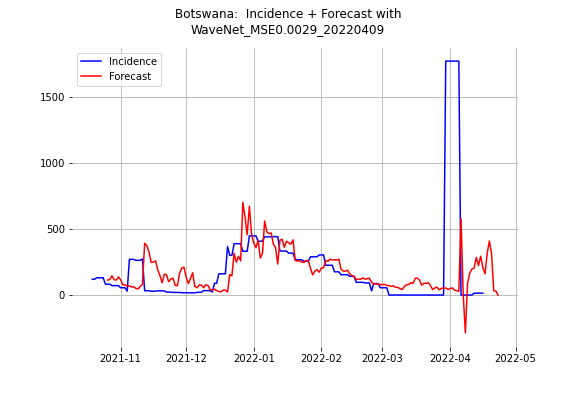 Botswana:  Incidence + Forecast with
WaveNet_MSE0.0029_20220409
Incidence
Forecast
1500
1000
500
0
2021-11
2021-12
2022-01
2022-02
2022-03
2022-04
2022-05